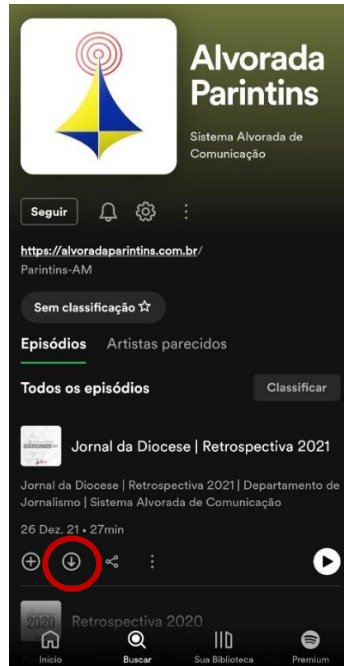 Alvorada
Parintins
Sistema Alvorada de
Comunicação
Seguir
https://alvoradaparintins.com.br/
Parintins-AM
Sem classificação
Episódios Artistas parecidos
Todos os episódios Classificar
Jornal da Diocese | Retrospectiva 2021
Jornal da Diocese | Retrospectiva 2021 | Departamento de
Jornalismo | Sistema Alvorada de Comunicação
26 Dez. 21 • 27min
2020 Retrospectiva 2020
Início Buscar Sua Biblioteca Premium